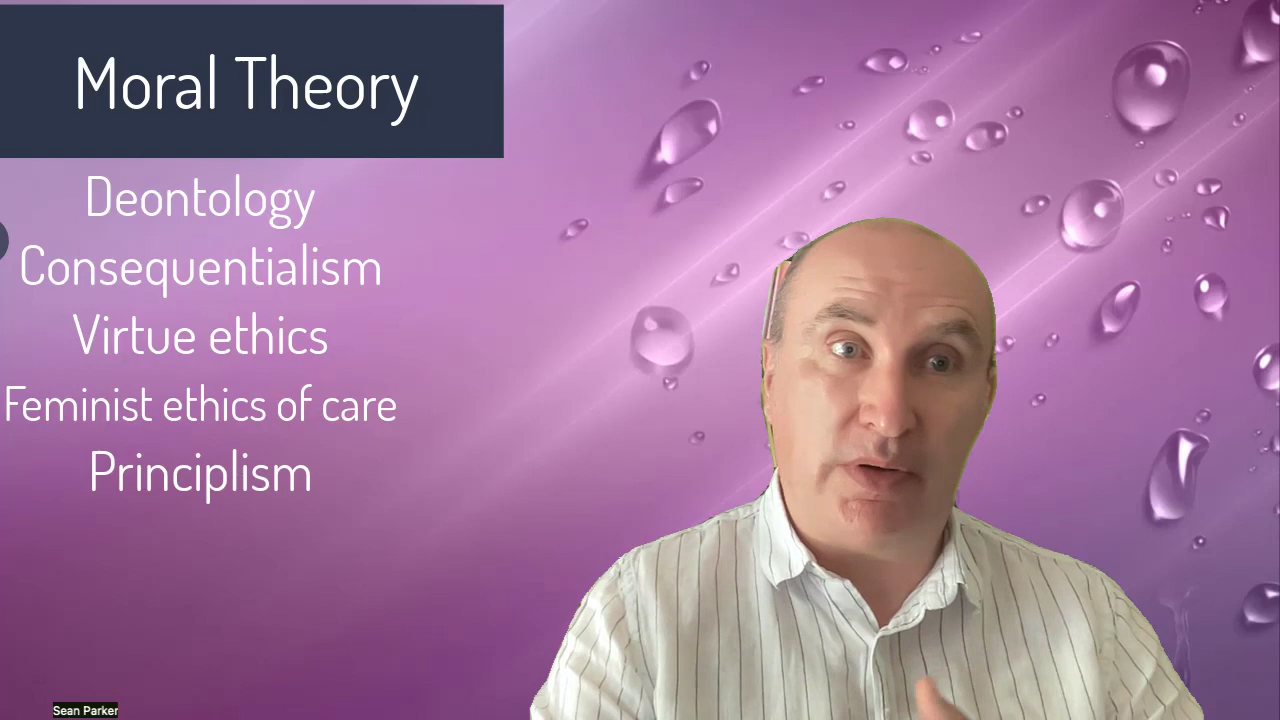 Moral Theory
Deontology
Consequentialism
Virtue ethics
Feminist ethics of care
Principlism
Sean Parker